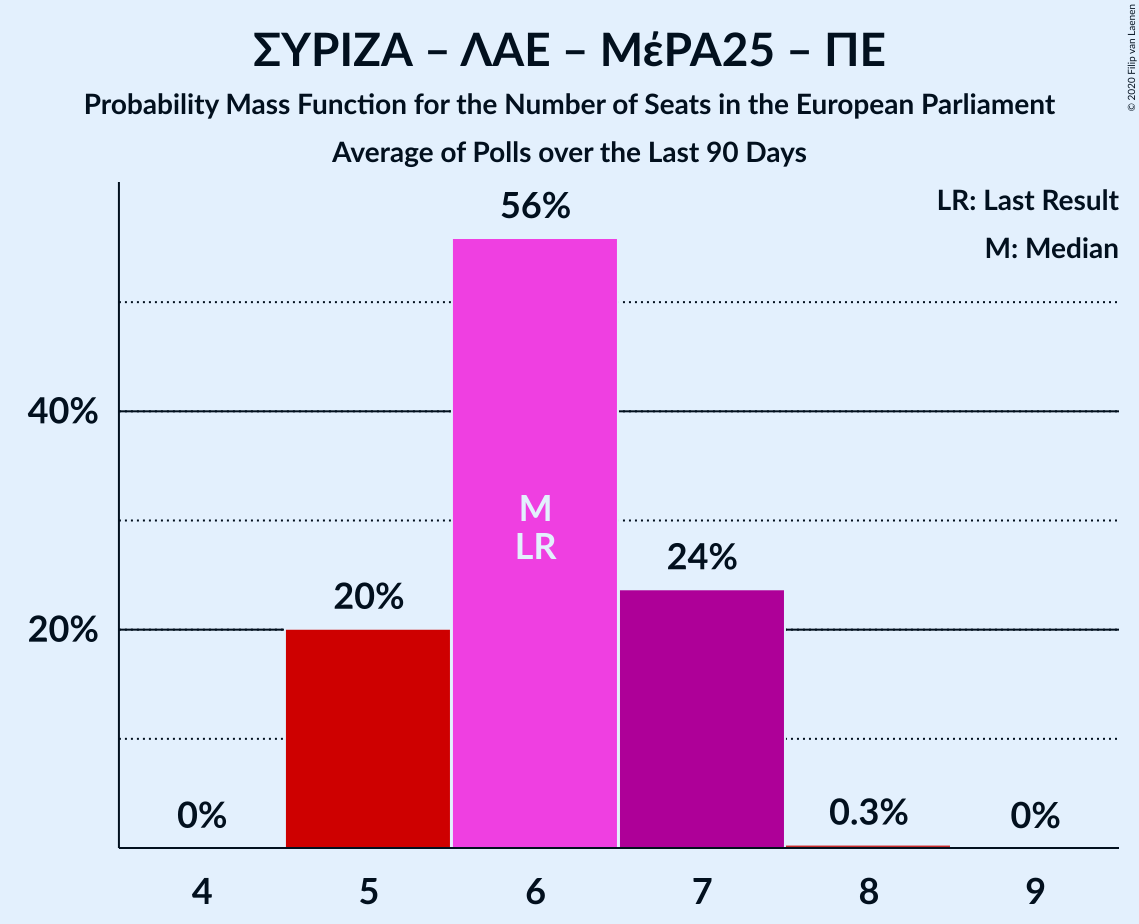 ΣΥΡΙΖΑ – ΛΑΕ – ΜέΡΑ25 – ΠΕ
Probability Mass Function for the Number of Seats in the European Parliament
Average of Polls over the Last 90 Days
© 2020 Filip van Laenen
LR: Last Result
M: Median
56%
40%
M
LR
24%
20%
20%
0%
0.3%
0%
4 5 6 7 8 9